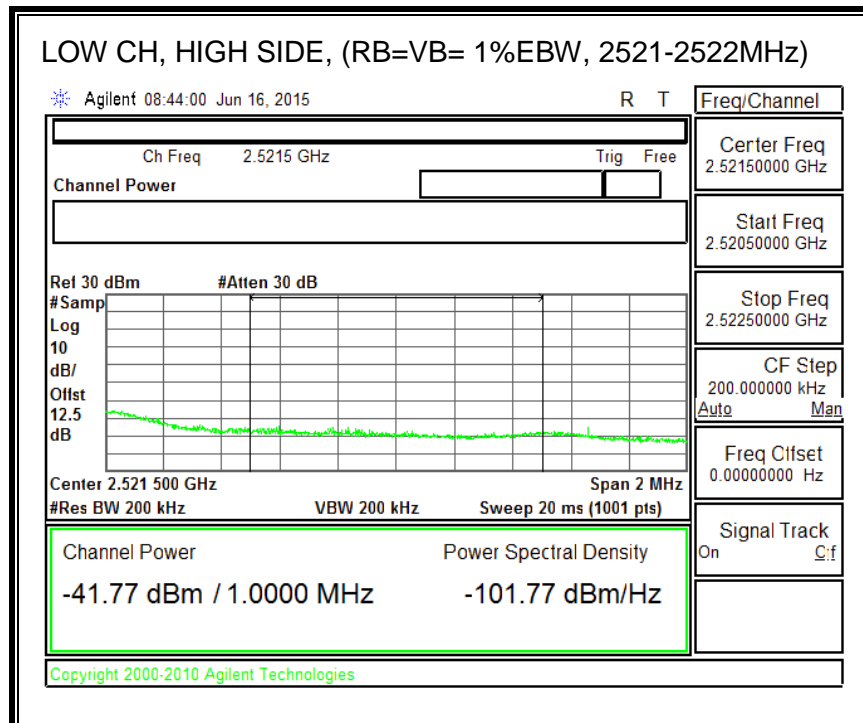 LOW CH, HIGH SIDE, (RB=VB= 1%EBW, 2521-2522MHz)
Agilent 08:44:00 Jun 16, 2015 R T
Freq/Channel
Ch Freq 2.5215 GHz Trig Free
Channel Power
Center Freq
2.52150000 GHz
Start Freq
2.52050000 GHz
Ref 30 dBm #Atten 30 dB
#Samp
Log
10
dB/
Offst
12.5
dB
Stop Freq
2.52250000 GHz
CF Step
200.000000 kHz
Auto Man
Freq Offset
0.00000000 Hz
Center 2.521 500 GHz Span 2 MHz
#Res BW 200 kHz VBW 200 kHz Sweep 20 ms (1001 pts)
Signal Track
On Off
Channel Power Power Spectral Density
-41.77 dBm / 1.0000 MHz -101.77 dBm/Hz
Copyright 2000-2010 Agilent Technologies